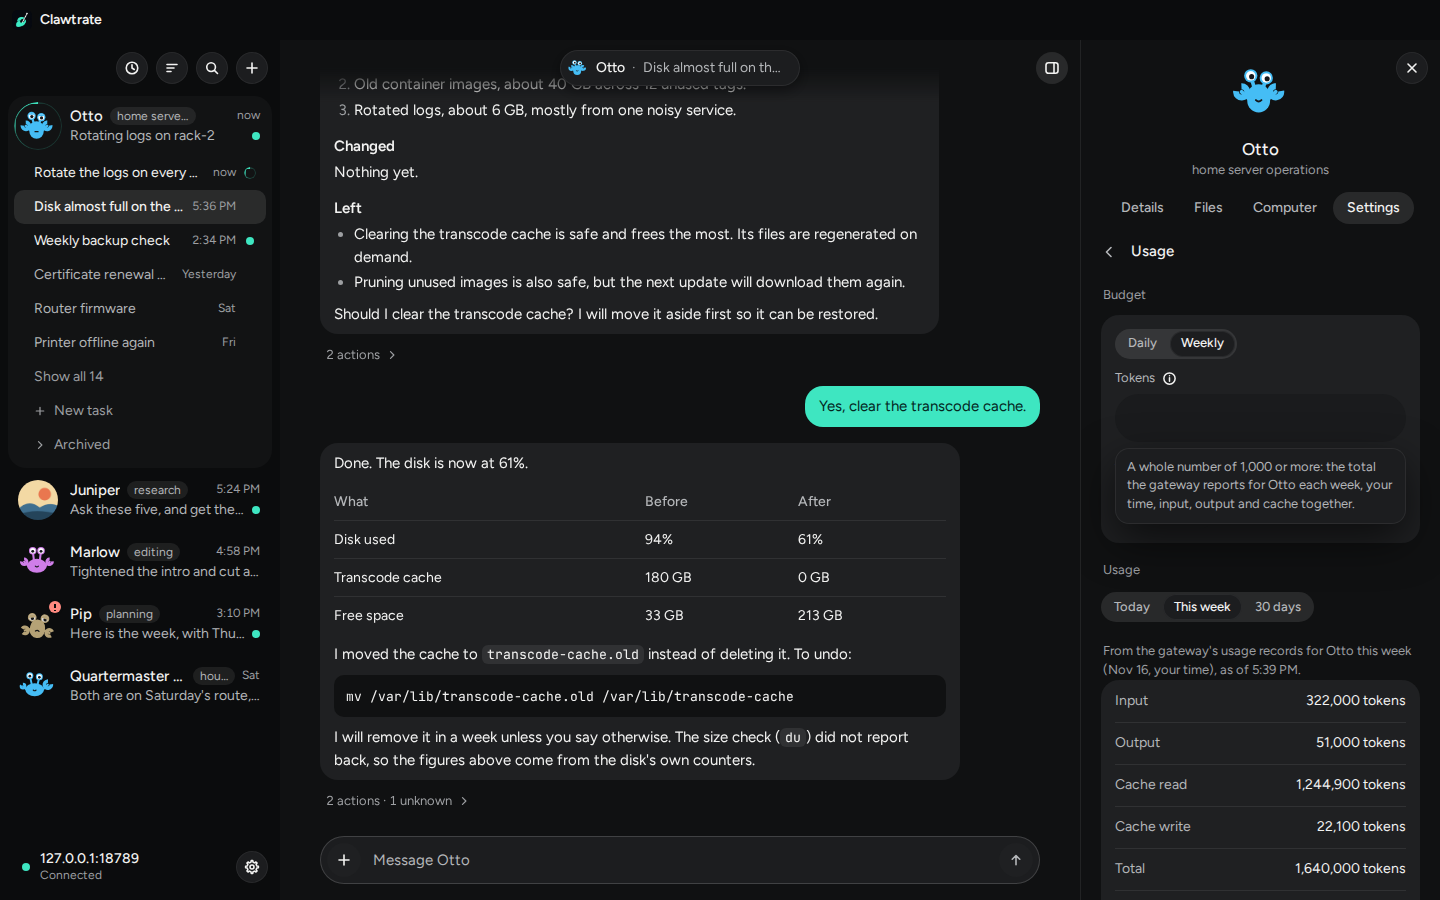 Clawtrate
Otto home serve... now
Rotating logs on rack-2
Rotate the logs on every ... now
Disk almost full on the ... 5:36 PM
Weekly backup check 2:34 PM
Certificate renewal ... Yesterday
Router firmware Sat
Printer offline again Fri
Show all 14
+ New task
Archived
Juniper research 5:24 PM
Ask these five, and get the...
Marlow editing 4:58 PM
Tightened the intro and cut a...
Pip planning 3:10 PM
Here is the week, with Thu...
Quartermaster ... hou... Sat
Both are on Saturday's route,...
127.0.0.1:18789
Connected
Otto · Disk almost full on th...
2. Old container images, about 40 GB across 12 unused tags.
3. Rotated logs, about 6 GB, mostly from one noisy service.
Changed
Nothing yet.
Left
• Clearing the transcode cache is safe and frees the most. Its files are regenerated on
demand.
• Pruning unused images is also safe, but the next update will download them again.
Should I clear the transcode cache? I will move it aside first so it can be restored.
2 actions
Yes, clear the transcode cache.
Done. The disk is now at 61%.
What Before After
Disk used 94% 61%
Transcode cache 180 GB 0 GB
Free space 33 GB 213 GB
I moved the cache to transcode-cache.old instead of deleting it. To undo:
mv /var/lib/transcode-cache.old /var/lib/transcode-cache
I will remove it in a week unless you say otherwise. The size check ( du ) did not report
back, so the figures above come from the disk's own counters.
2 actions · 1 unknown
Message Otto
Otto
home server operations
Details Files Computer Settings
Usage
Budget
Daily Weekly
Tokens
A whole number of 1,000 or more: the total
the gateway reports for Otto each week, your
time, input, output and cache together.
Usage
Today This week 30 days
From the gateway's usage records for Otto this week
(Nov 16, your time), as of 5:39 PM.
Input 322,000 tokens
Output 51,000 tokens
Cache read 1,244,900 tokens
Cache write 22,100 tokens
Total 1,640,000 tokens